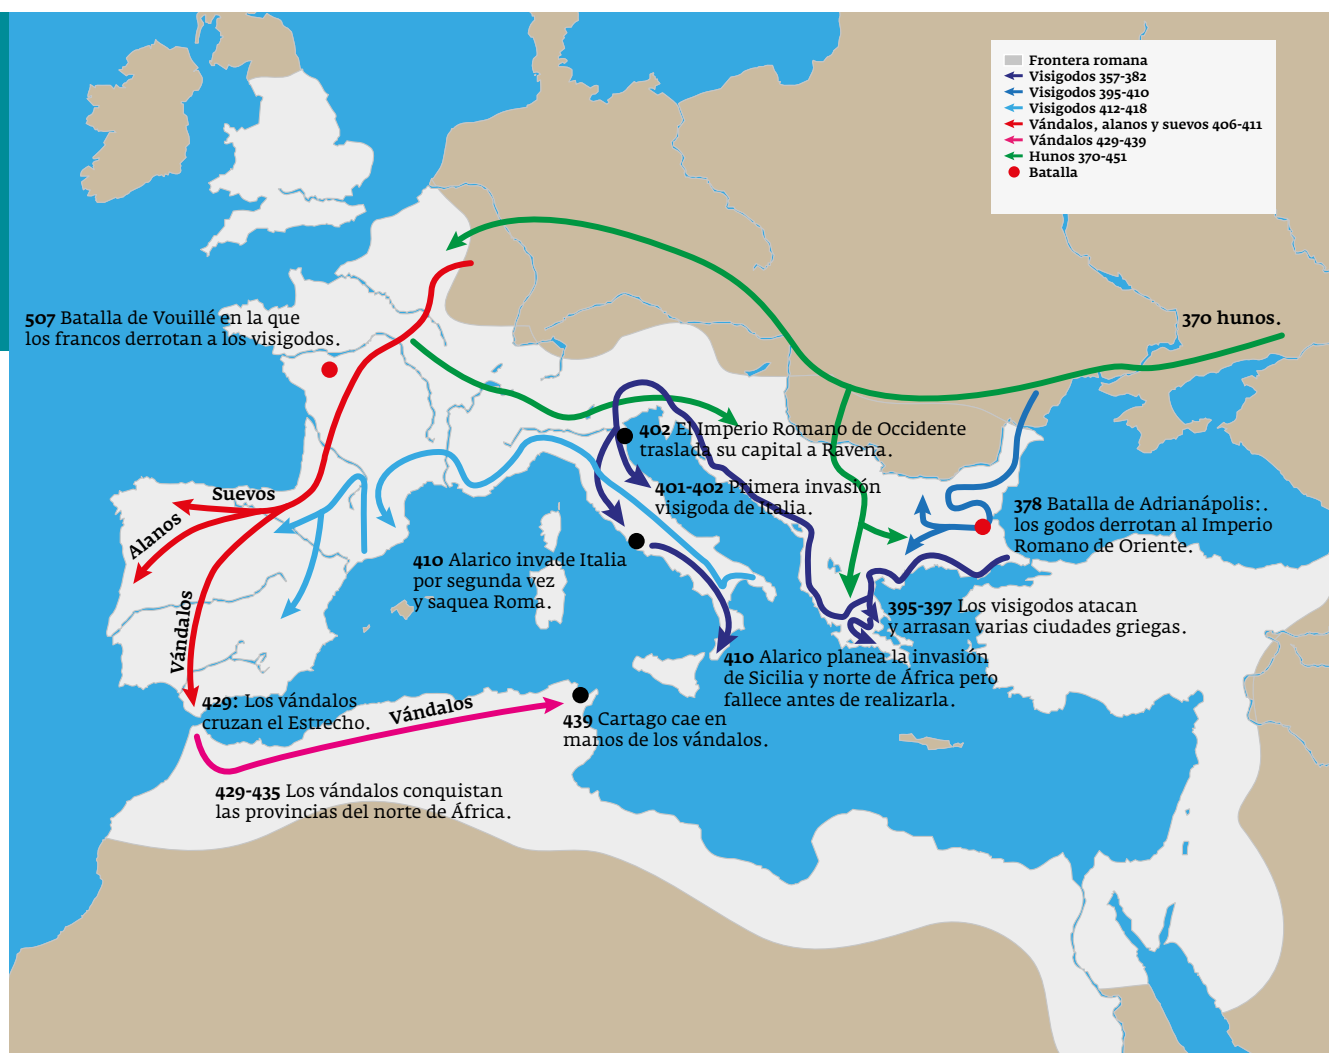 Frontera romana
Visigodos 357-382
Visigodos 395-410
Visigodos 412-418
Vándalos, alanos y suevos 406-411
Vándalos 429-439
Hunos 370-451
Batalla
507 Batalla de Vouillé en la que
los francos derrotan a los visigodos.
370 hunos.
402 El Imperio Romano de Occidente
traslada su capital a Ravena.
401-402 Primera invasión
visigoda de Italia.
378 Batalla de Adrianápolis:.
los godos derrotan al Imperio
Romano de Oriente.
Suevos
Alanos
Vándalos
410 Alarico invade Italia
por segunda vez
y saquea Roma.
395-397 Los visigodos atacan
y arrasan varias ciudades griegas.
410 Alarico planea la invasión
de Sicilia y norte de África pero
fallece antes de realizarla.
429: Los vándalos
cruzan el Estrecho.
Vándalos
439 Cartago cae en
manos de los vándalos.
429-435 Los vándalos conquistan
las provincias del norte de África.